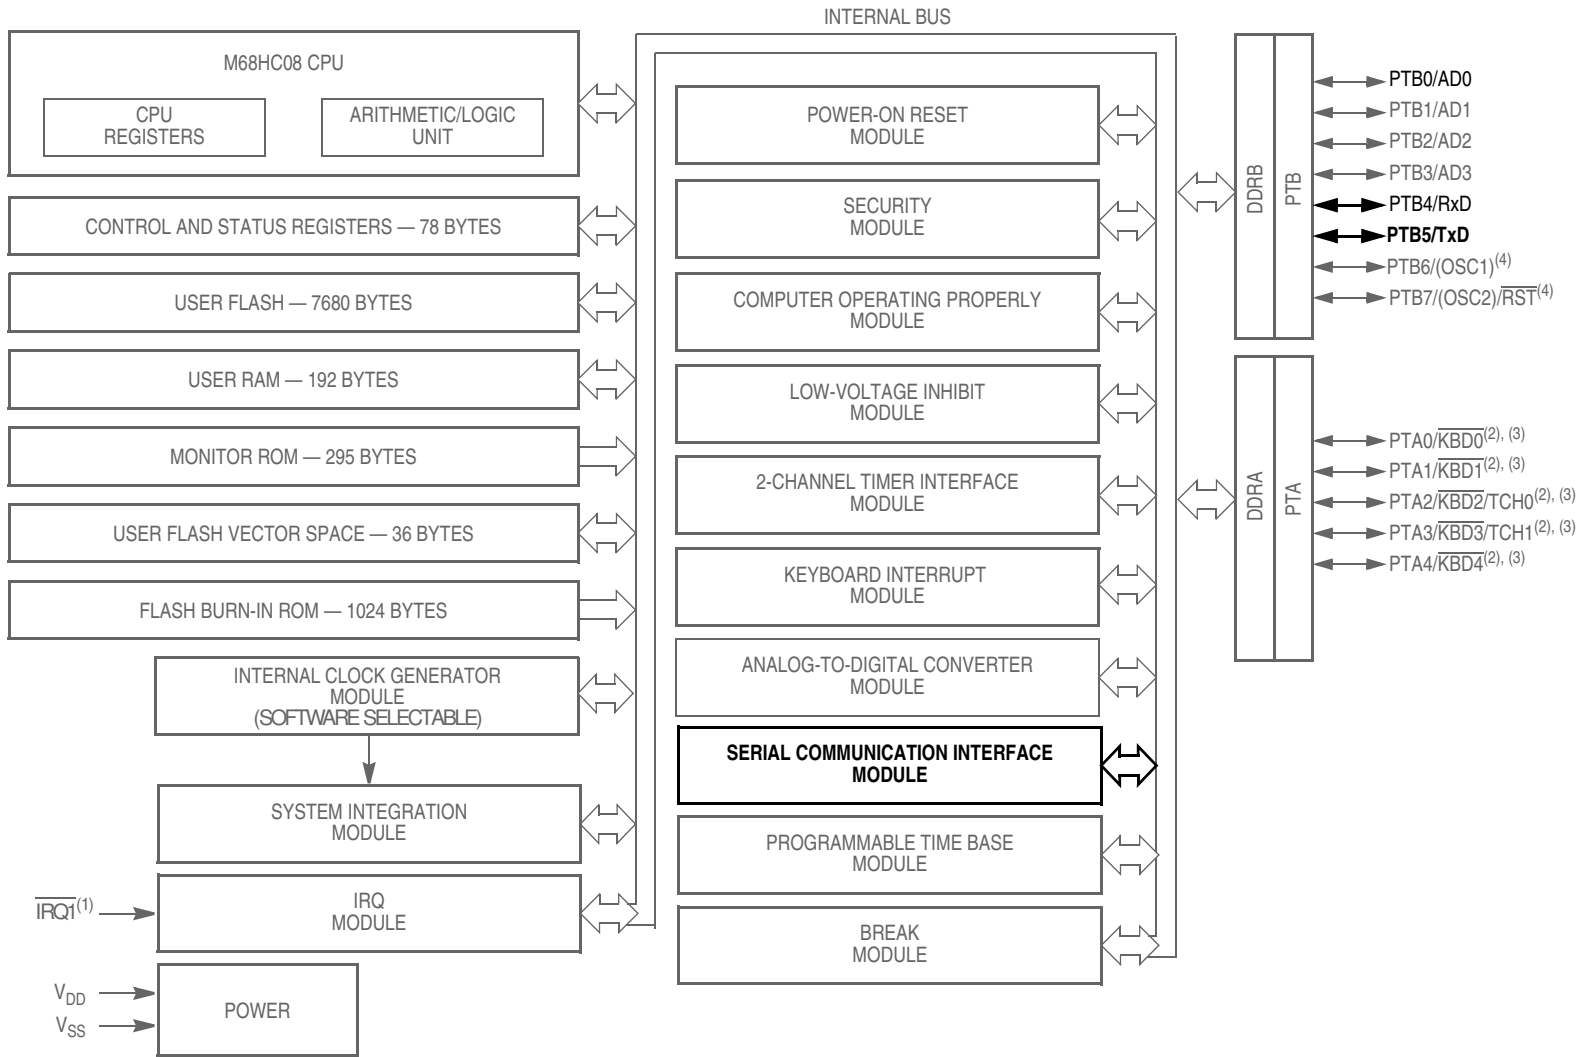 INTERNAL BUS
M68HC08 CPU
CPU
REGISTERS
ARITHMETIC/LOGIC
UNIT
CONTROL AND STATUS REGISTERS — 78 BYTES
USER FLASH — 7680 BYTES
USER RAM — 192 BYTES
MONITOR ROM — 295 BYTES
USER FLASH VECTOR SPACE — 36 BYTES
FLASH BURN-IN ROM — 1024 BYTES
INTERNAL CLOCK GENERATOR
MODULE
(SOFTWARE SELECTABLE)
SYSTEM INTEGRATION
MODULE
IRQ1(1)
IRQ
MODULE
VDD
VSS
POWER
POWER-ON RESET
MODULE
SECURITY
MODULE
COMPUTER OPERATING PROPERLY
MODULE
LOW-VOLTAGE INHIBIT
MODULE
2-CHANNEL TIMER INTERFACE
MODULE
KEYBOARD INTERRUPT
MODULE
ANALOG-TO-DIGITAL CONVERTER
MODULE
SERIAL COMMUNICATION INTERFACE
MODULE
PROGRAMMABLE TIME BASE
MODULE
BREAK
MODULE
DDRB
PTB
PTB0/AD0
PTB1/AD1
PTB2/AD2
PTB3/AD3
PTB4/RxD
PTB5/TxD
PTB6/(OSC1)(4)
PTB7/(OSC2)/RST(4)
DDRA
PTA
PTA0/KBD0(2), (3)
PTA1/KBD1(2), (3)
PTA2/KBD2/TCH0(2), (3)
PTA3/KBD3/TCH1(2), (3)
PTA4/KBD4(2), (3)